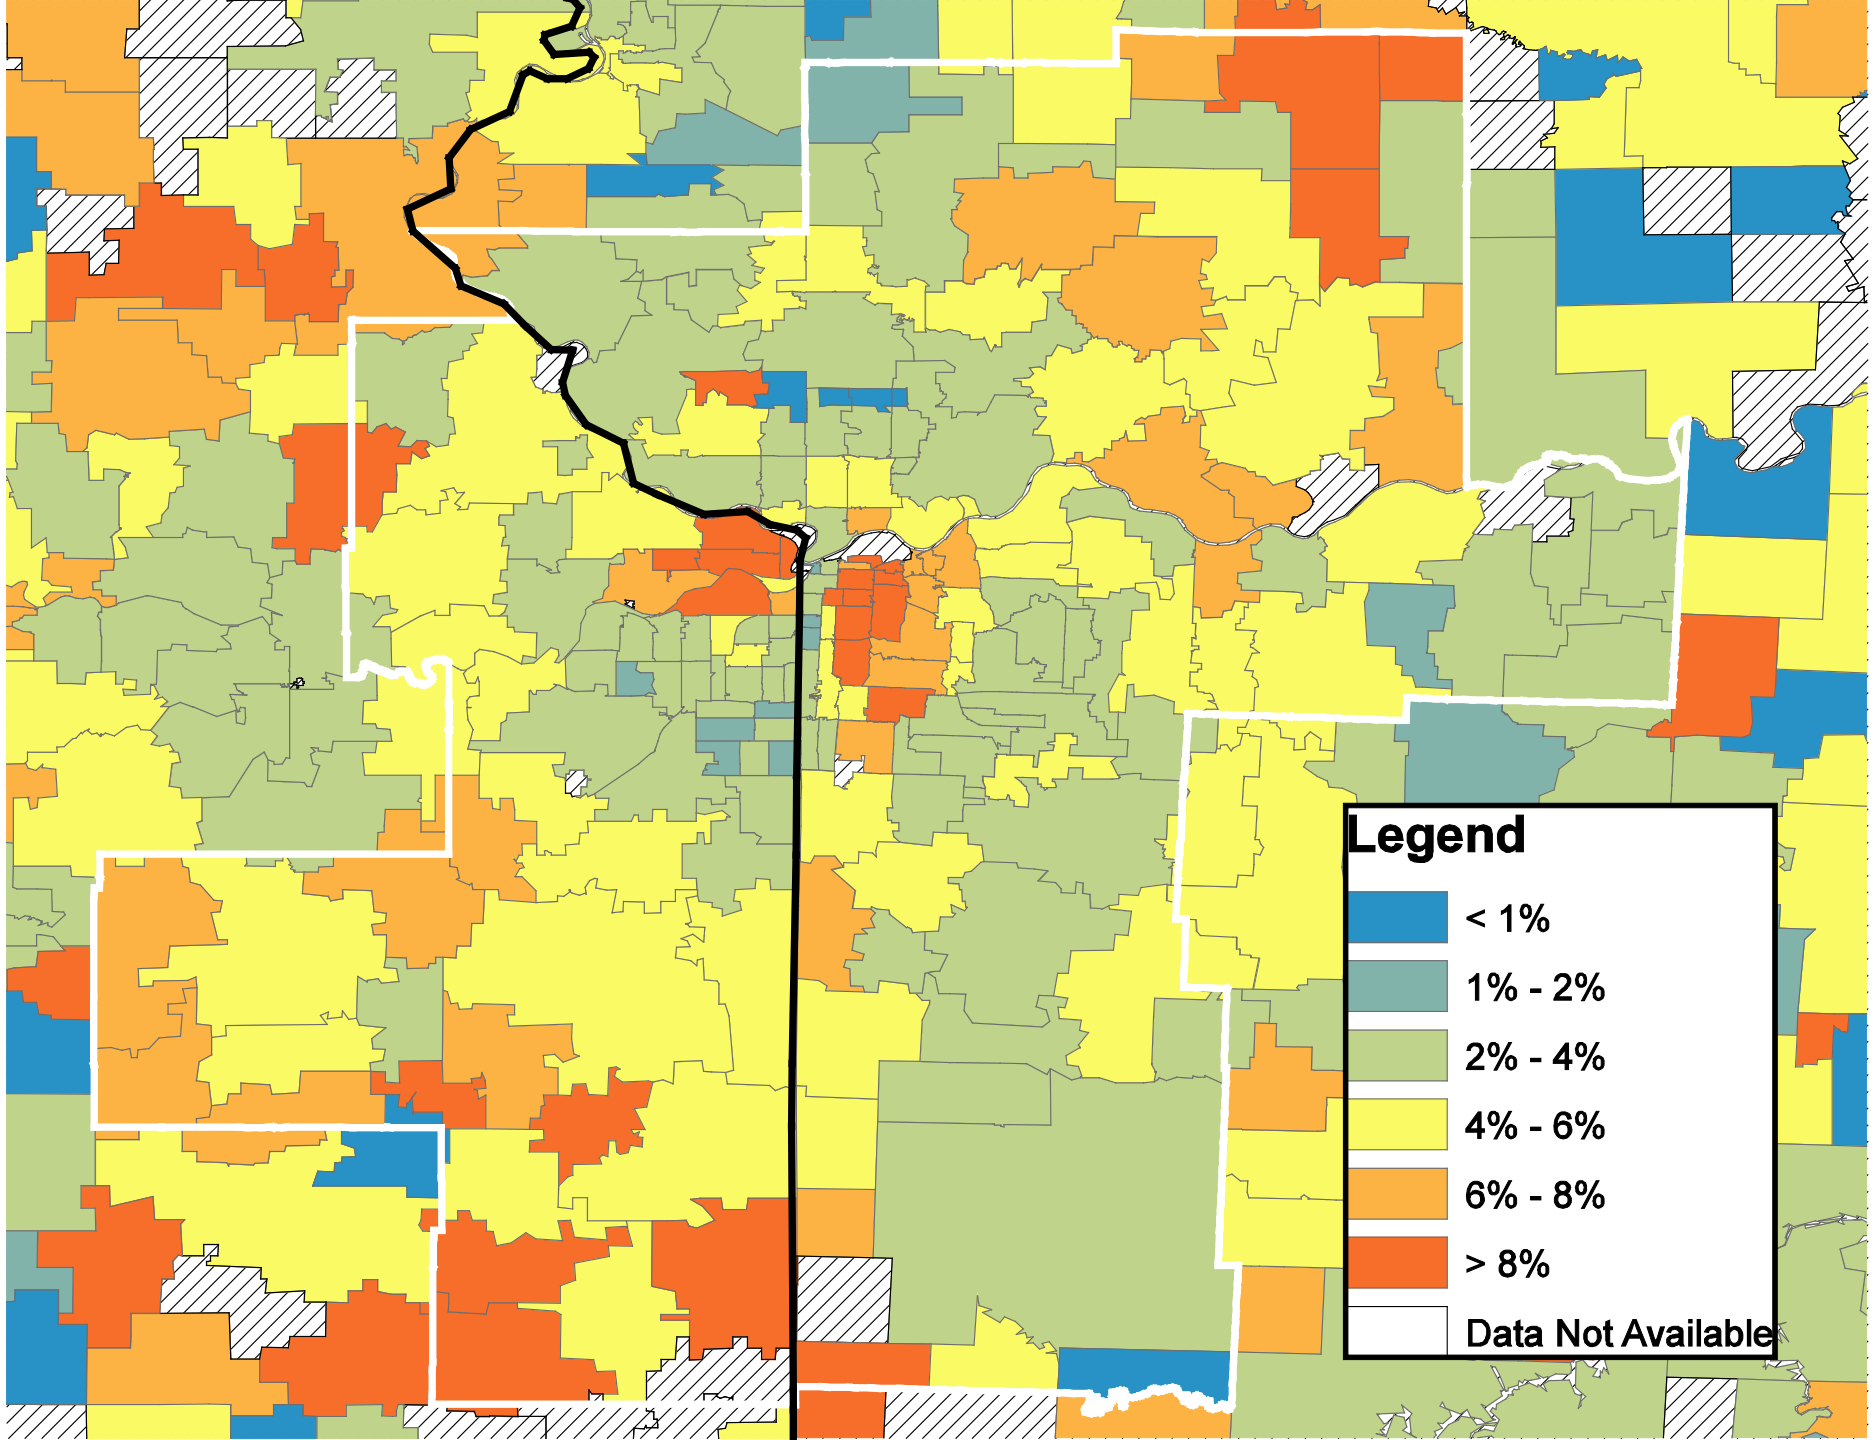 Legend
< 1%
1% - 2%
2% - 4%
4% - 6%
6% - 8%
> 8%
Data Not Available